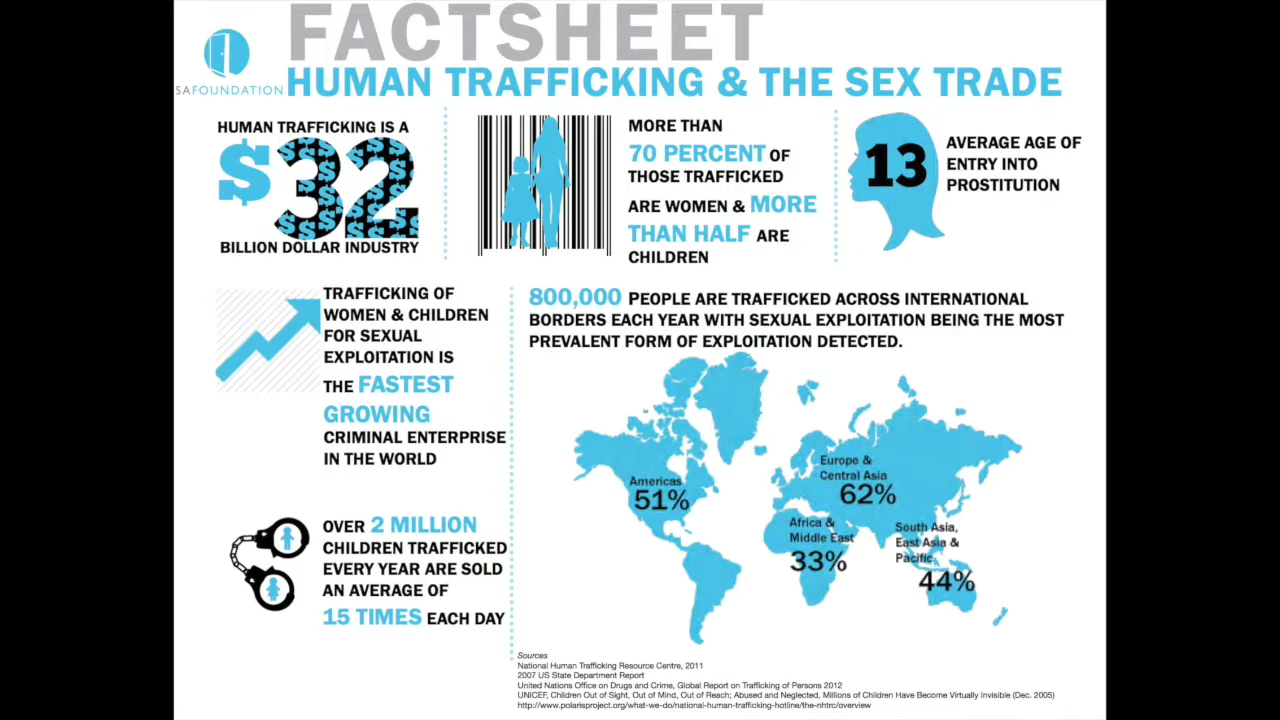 FACTSHEET
SAFOUNDATION
HUMAN TRAFFICKING & THE SEX TRADE
HUMAN TRAFFICKING IS A
$32
BILLION DOLLAR INDUSTRY
MORE THAN
70 PERCENT OF
THOSE TRAFFICKED
ARE WOMEN & MORE
THAN HALF ARE
CHILDREN
13
AVERAGE AGE OF
ENTRY INTO
PROSTITUTION
TRAFFICKING OF
WOMEN & CHILDREN
FOR SEXUAL
EXPLOITATION IS
THE FASTEST
GROWING
CRIMINAL ENTERPRISE
IN THE WORLD
OVER 2 MILLION
CHILDREN TRAFFICKED
EVERY YEAR ARE SOLD
AN AVERAGE OF
15 TIMES EACH DAY
800,000 PEOPLE ARE TRAFFICKED ACROSS INTERNATIONAL
BORDERS EACH YEAR WITH SEXUAL EXPLOITATION BEING THE MOST
PREVALENT FORM OF EXPLOITATION DETECTED.
Americas
51%
Europe &
Central Asia
62%
Africa &
Middle East
33%
South Asia,
East Asia &
Pacific
44%
Sources
National Human Trafficking Resource Centre, 2011
2007 US State Department Report
United Nations Office on Drugs and Crime, Global Report on Trafficking of Persons 2012
UNICEF, Children Out of Sight, Out of Mind, Out of Reach; Abused and Neglected, Millions of Children Have Become Virtually Invisible (Dec. 2005)
http://www.polarisproject.org/what-we-do/national-human-trafficking-hotline/the-nhtrc/overview